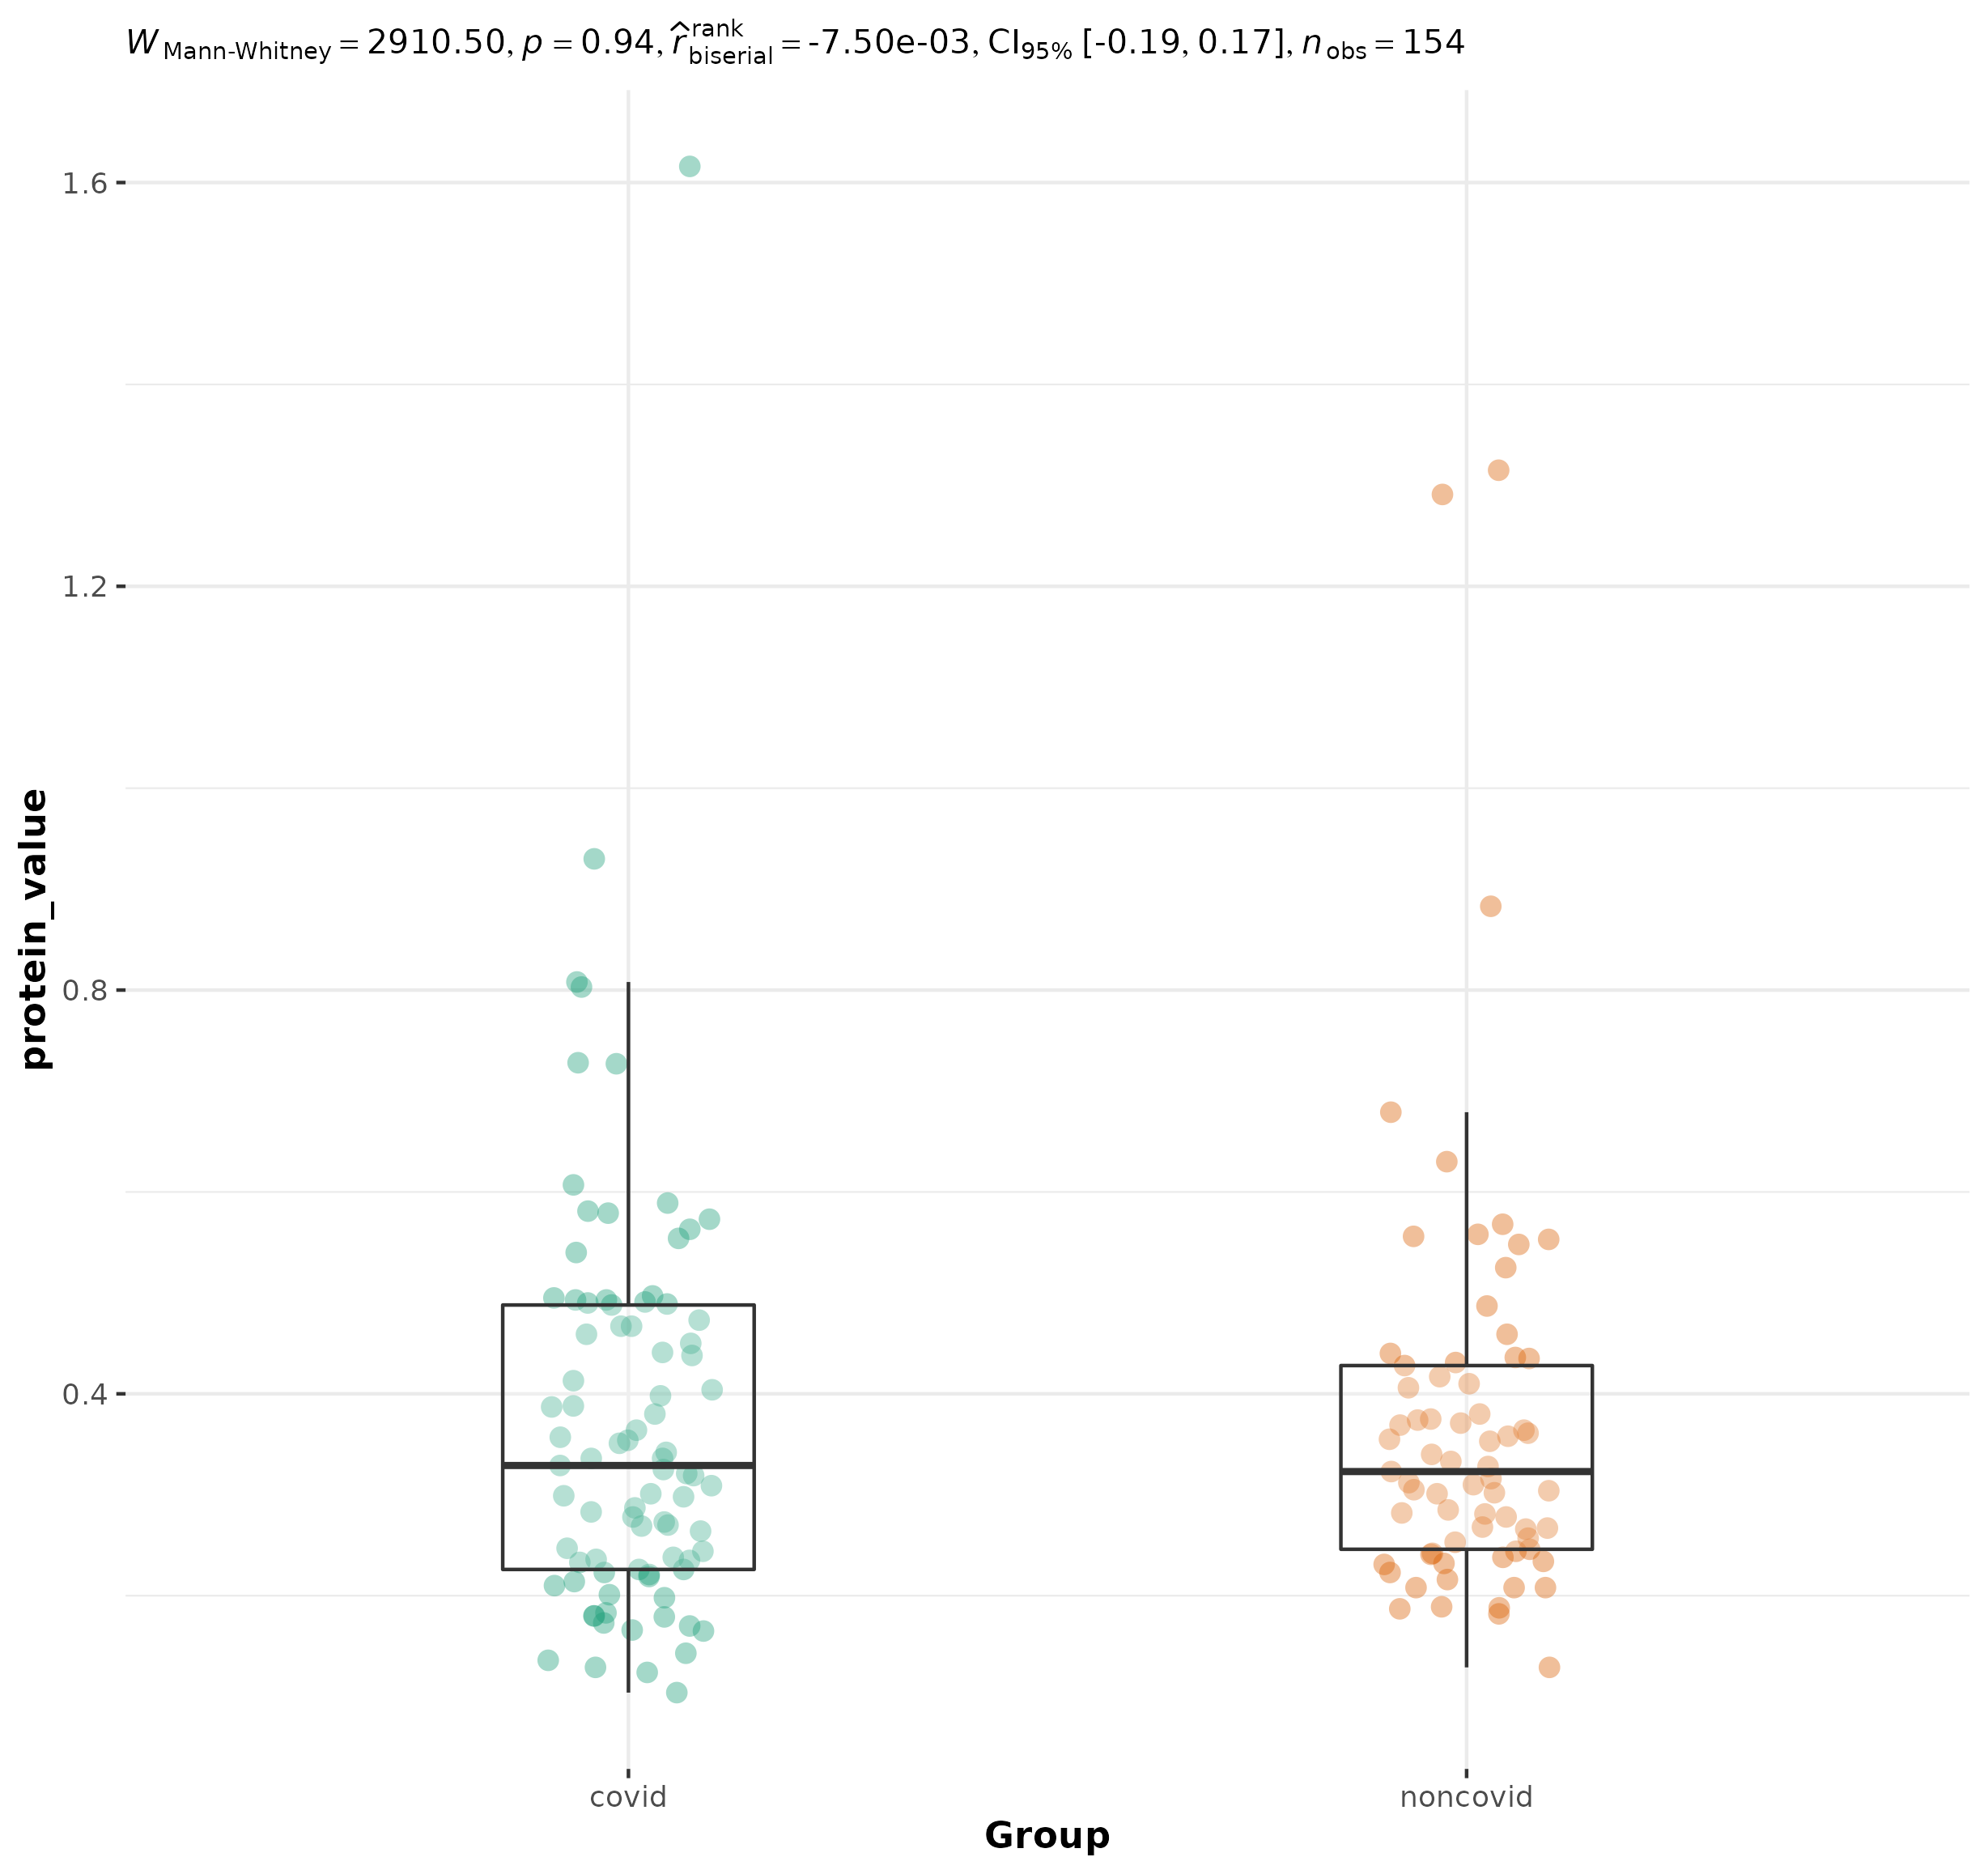 W Mann-Whitney = 2910.50, p = 0.94, r̂ rank biserial = -7.50e-03, CI95% [-0.19, 0.17], n obs = 154
1.6
1.2
0.8
0.4
protein_value
covid noncovid
Group